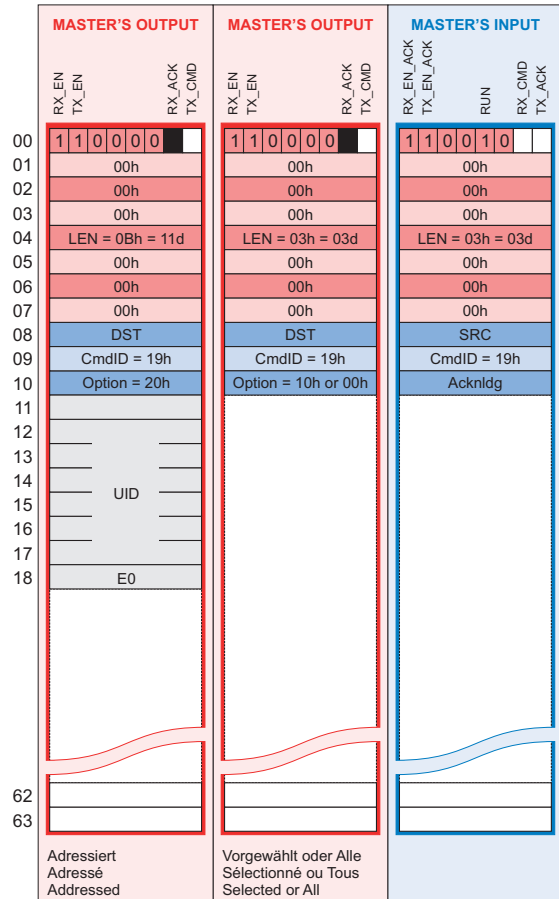 MASTER'S OUTPUT MASTER'S OUTPUT MASTER'S INPUT
RX_EN TX_EN RX_ACK TX_CMD RX_EN TX_EN RX_ACK TX_CMD RX_EN_ACK TX_EN_ACK RUN RX_CMD TX_ACK
00 1 1 0 0 0 0 1 1 0 0 0 0 1 1 0 0 1 0
01 00h 00h 00h
02 00h 00h 00h
03 00h 00h 00h
04 LEN = 0Bh = 11d LEN = 03h = 03d LEN = 03h = 03d
05 00h 00h 00h
06 00h 00h 00h
07 00h 00h 00h
08 DST DST SRC
09 CmdID = 19h CmdID = 19h CmdID = 19h
10 Option = 20h Option = 10h or 00h Acknldg
11
12
13
14
UID
15
16
17
18 E0
62
63
Adressiert Vorgewählt oder Alle
Adressé Sélectionné ou Tous
Addressed Selected or All